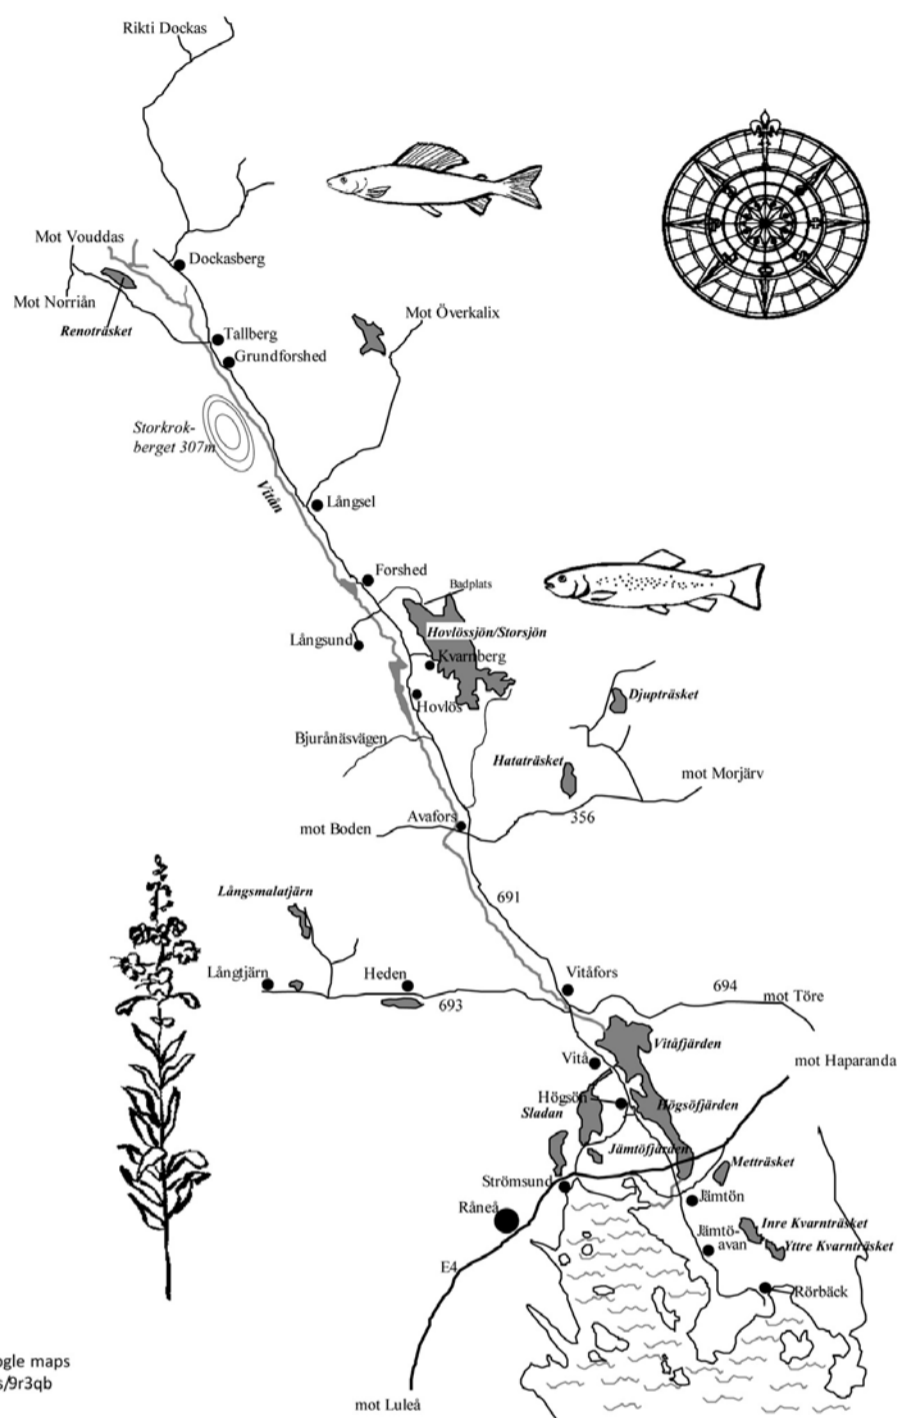 Rikti Dockas
Mot Vouddas
Dockasberg
Mot Norriån
Renoträsket
Mot Överkalix
Tallberg
Grundforshed
Storkrok-
berget 307m
Vitån
Långsel
Forshed
Badplats
Långsund
Hovlössjön/Storsjön
Kvarnberg
Djupträsket
Hovlös
Bjurånäsvägen
Hataträsket
mot Morjärv
Avafors
356
mot Boden
Långsmalatjärn
691
Långtjärn
Heden
Vitåfors
693
694
mot Töre
Vitåfjärden
Vitå
mot Haparanda
Högsön
Högsöfjärden
Sladan
Jämtöfjärden
Metträsket
Strömsund
Jämtön
Råneå
Inre Kvarnträsket
Jämtö-
avan
Yttre Kvarnträsket
E4
Rörbäck
ogle maps
s/9r3qb
mot Luleå